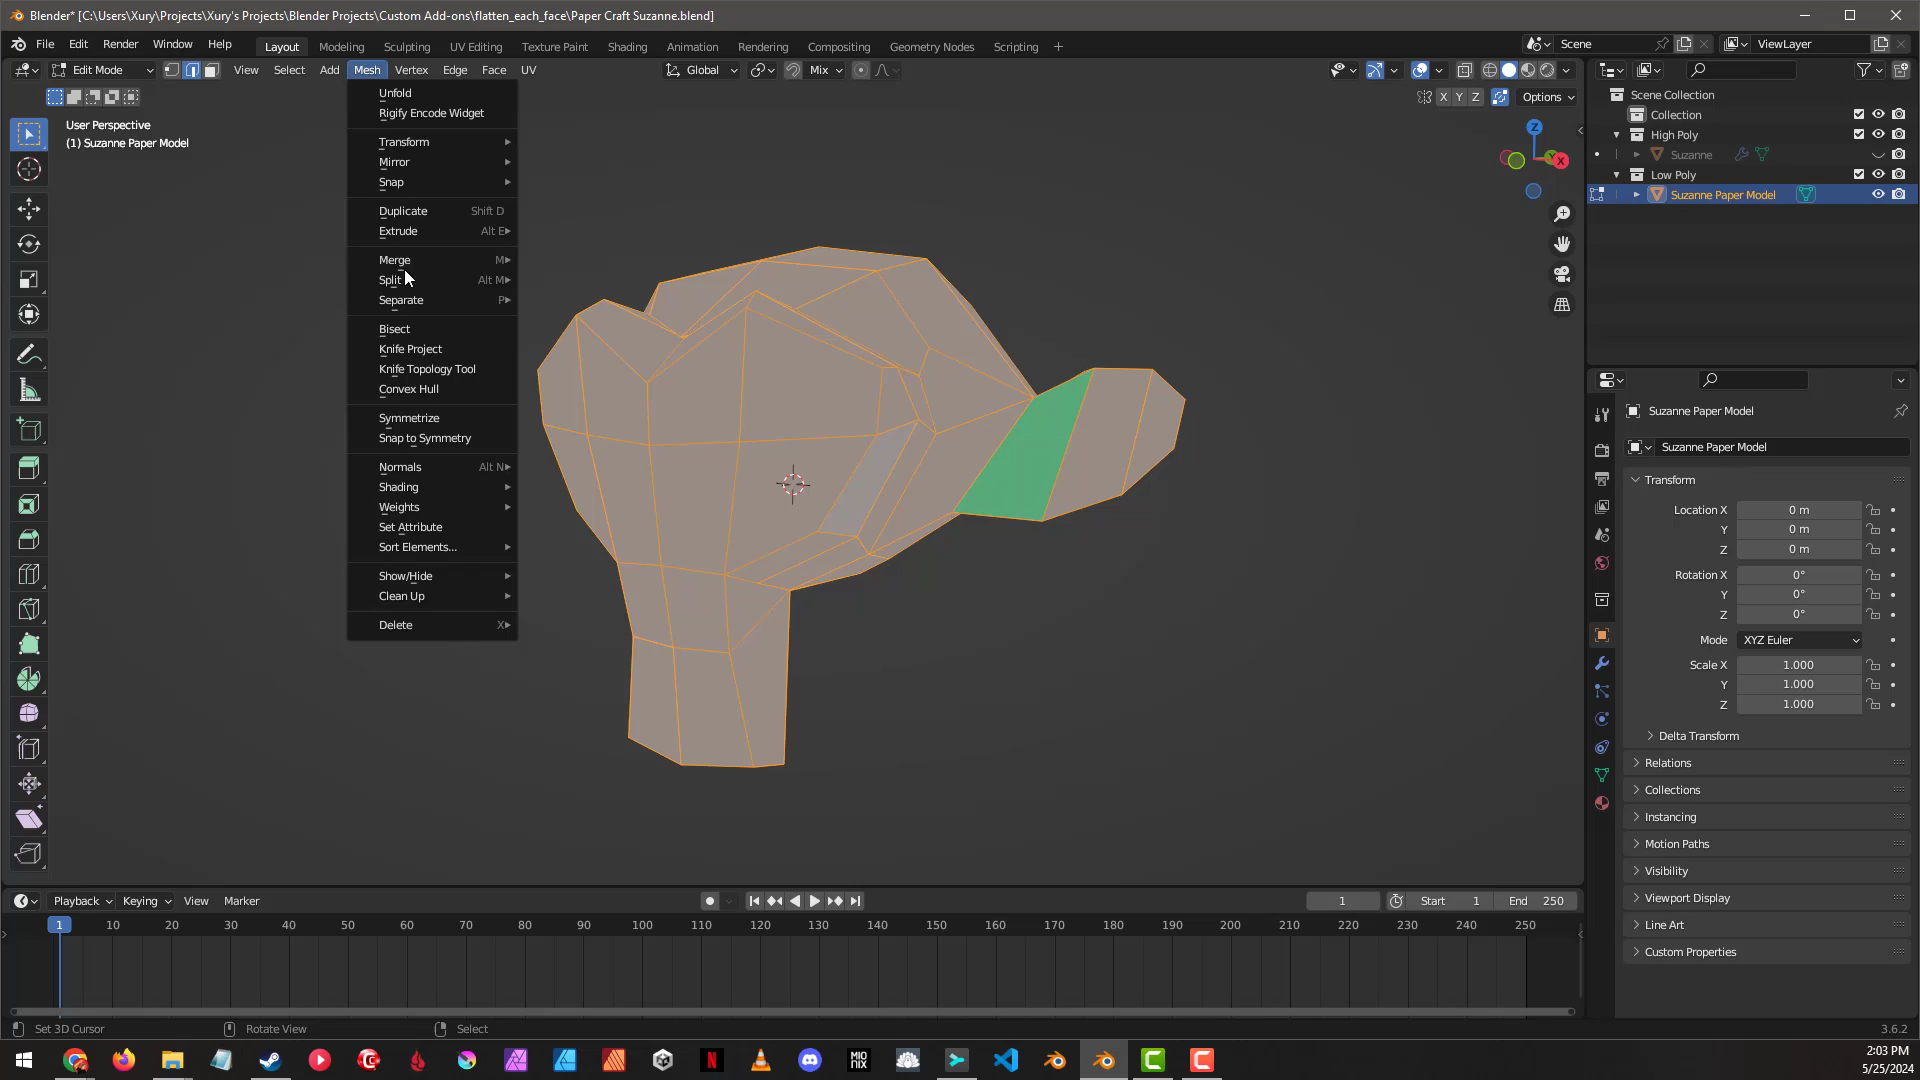 Blender* [C:\Users\Xury\Projects\Xury's Projects\Blender Projects\Custom Add-ons\flatten_each_face\Paper Craft Suzanne.blend]
File Edit Render Window Help Layout Modeling Sculpting UV Editing Texture Paint Shading Animation Rendering Compositing Geometry Nodes Scripting + Scene ViewLayer
Edit Mode View Select Add Mesh Vertex Edge Face UV Global Mix
X Y Z Options
User Perspective
(1) Suzanne Paper Model
Unfold
Rigify Encode Widget
Transform
Mirror
Snap
Duplicate Shift D
Extrude Alt E
Merge M
Split Alt M
Separate P
Bisect
Knife Project
Knife Topology Tool
Convex Hull
Symmetrize
Snap to Symmetry
Normals Alt N
Shading
Weights
Set Attribute
Sort Elements...
Show/Hide
Clean Up
Delete X
Z
X
Scene Collection
Collection
High Poly
Suzanne
Low Poly
Suzanne Paper Model
Suzanne Paper Model
Suzanne Paper Model
Transform
Location X 0 m
Y 0 m
Z 0 m
Rotation X 0°
Y 0°
Z 0°
Mode XYZ Euler
Scale X 1.000
Y 1.000
Z 1.000
Delta Transform
Relations
Collections
Instancing
Motion Paths
Visibility
Viewport Display
Line Art
Custom Properties
Playback Keying View Marker 1 Start 1 End 250
1 10 20 30 40 50 60 70 80 90 100 110 120 130 140 150 160 170 180 190 200 210 220 230 240 250
Set 3D Cursor Rotate View Select 3.6.2
MIO
NIX
2:03 PM
5/25/2024